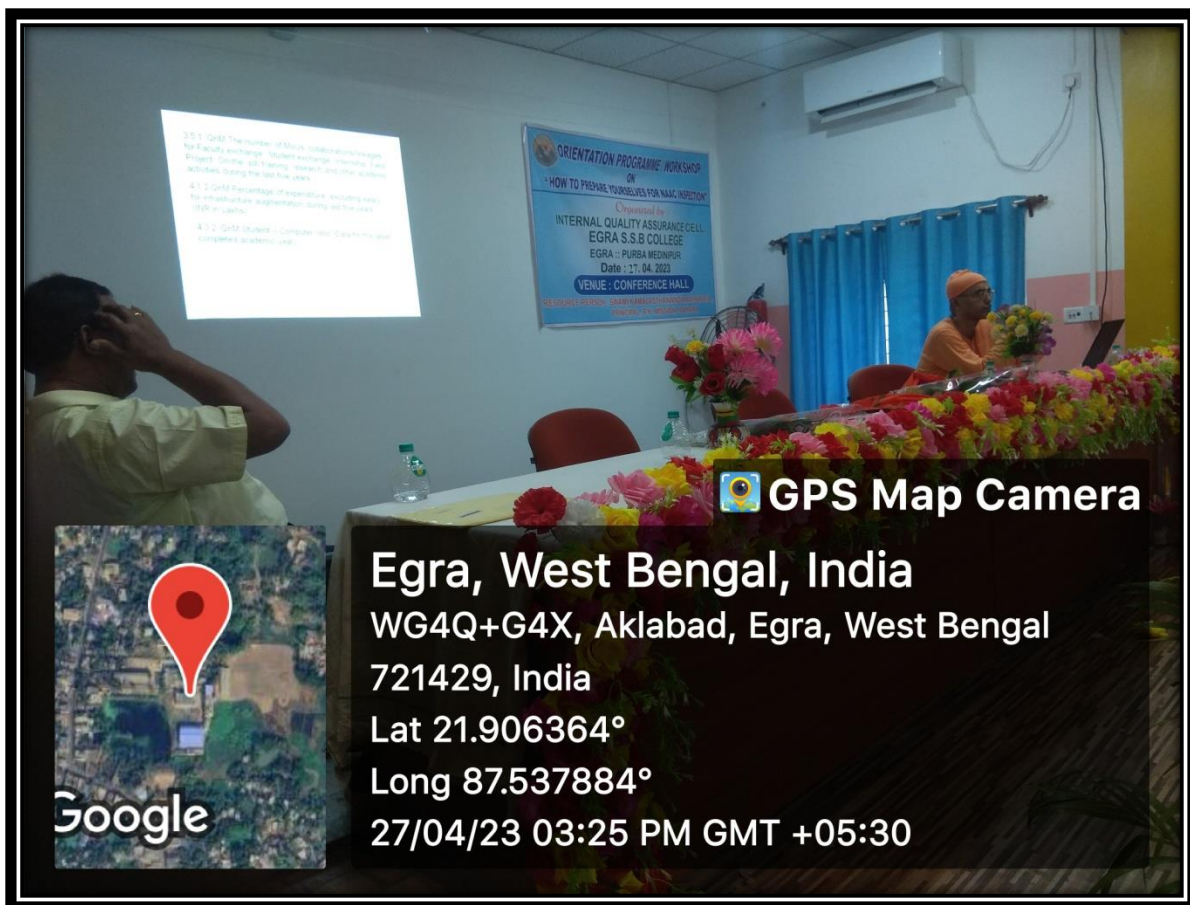 3.5.1 QnM The number of MoUs, collaborations/linkages
for Faculty exchange, Student exchange, Internship, Field
Project, On-the-job training, research and other academic
activities during the last five years
4.1.2 QnM Percentage of expenditure excluding salary
for infrastructure augmentation during last five years
(INR in Lakhs)
4.3.2 QnM Student - Computer ratio (Data for the latest
completed academic year)
ORIENTATION PROGRAMME WORKSHOP
ON
"HOW TO PREPARE YOURSELVES FOR NAAC INSPECTION"
Organized by
INTERNAL QUALITY ASSURANCE CELL
EGRA S.S.B COLLEGE
EGRA :: PURBA MEDINIPUR
Date : 27. 04. 2023
VENUE : CONFERENCE HALL
RESOURCE PERSON : SWAMI
PRINCIPAL
GPS Map Camera
Egra, West Bengal, India
WG4Q+G4X, Aklabad, Egra, West Bengal
721429, India
Lat 21.906364°
Long 87.537884°
27/04/23 03:25 PM GMT +05:30
Google